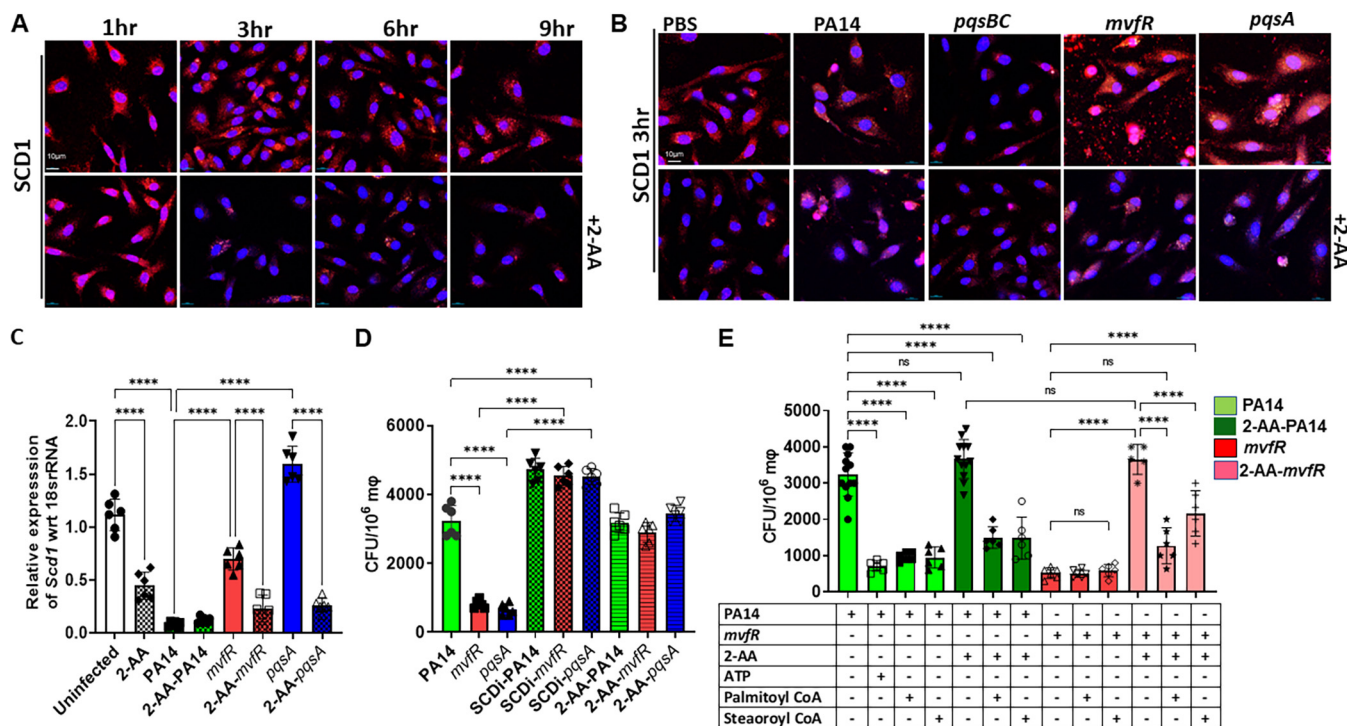 A
1hr 3hr 6hr 9hr
SCD1
10µm
+2-AA
B
PBS PA14 pqsBC mvfR pqsA
SCD1 3hr
10µm
+2-AA
C
**** ****
**** **** **** ****
Relative expression
of Scd1 wrt 18srRNA
2.0
1.5
1.0
0.5
0.0
Uninfected
2-AA
PA14
2-AA-PA14
mvfR
2-AA-mvfR
pqsA
2-AA-pqsA
D
****
****
**** ****
****
CFU/10⁶ mφ
6000
4000
2000
0
PA14
mvfR
pqsA
SCDi-PA14
SCDi-mvfR
SCDi-pqsA
2-AA-PA14
2-AA-mvfR
2-AA-pqsA
E
****
**** ****
ns ns
**** ns
**** **** ****
**** ****
ns
CFU/10⁶ mφ
5000
4000
3000
2000
1000
0
PA14
2-AA-PA14
mvfR
2-AA-mvfR
PA14 + + + + + + + - - - - - -
mvfR - - - - - - - + + + + + +
2-AA - - - - + + + - - - + + +
ATP - + - - - - - - - - - - -
Palmitoyl CoA - - + - - + - - + - - + -
Steaoroyl CoA - - - + - - + - - + - - +